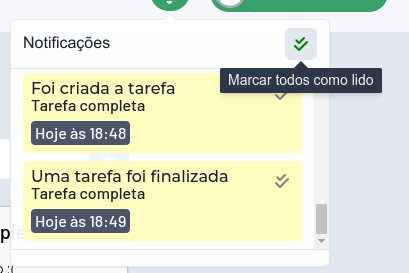 Notificações
Marcar todos como lido
Foi criada a tarefa
Tarefa completa
Hoje às 18:48
Uma tarefa foi finalizada
Tarefa completa
Hoje às 18:49